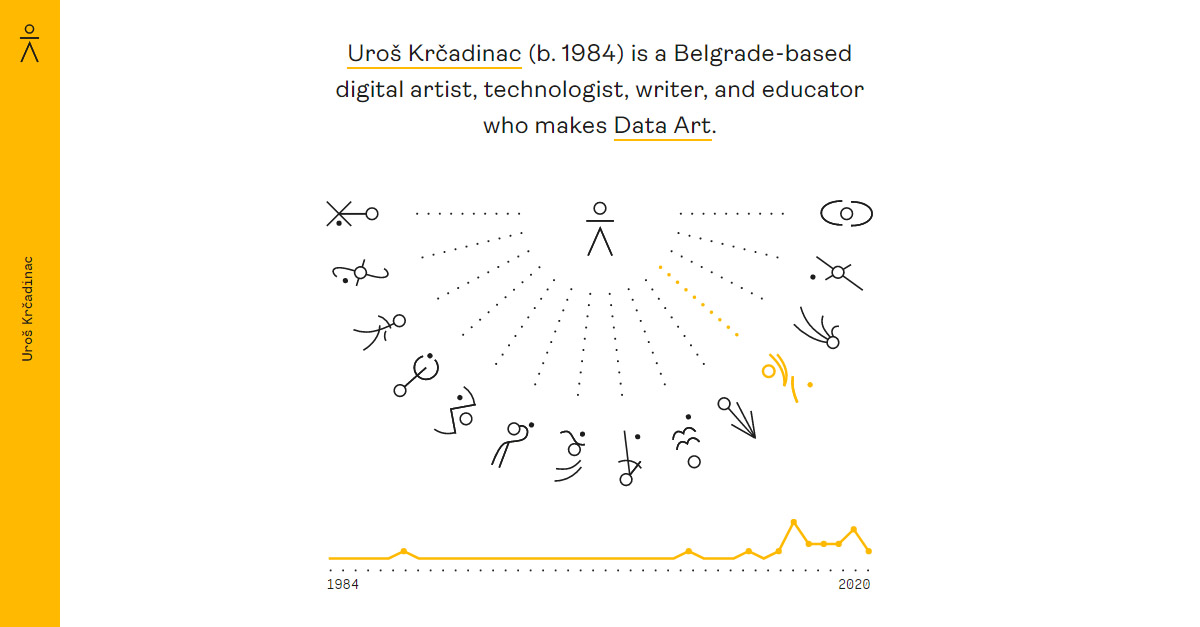 Uroš Krčadinac
Uroš Krčadinac (b. 1984) is a Belgrade-based
digital artist, technologist, writer, and educator
who makes Data Art.
1984
2020